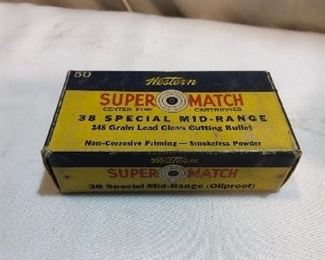 50
Western
SUPER MATCH
CENTER FIRE CARTRIDGES
38 SPECIAL MID-RANGE
148 Grain Lead Clean Cutting Bullet
Non-Corrosive Priming — Smokeless Powder
Western
SUPER MATCH
38 Special Mid-Range (Oilproof)